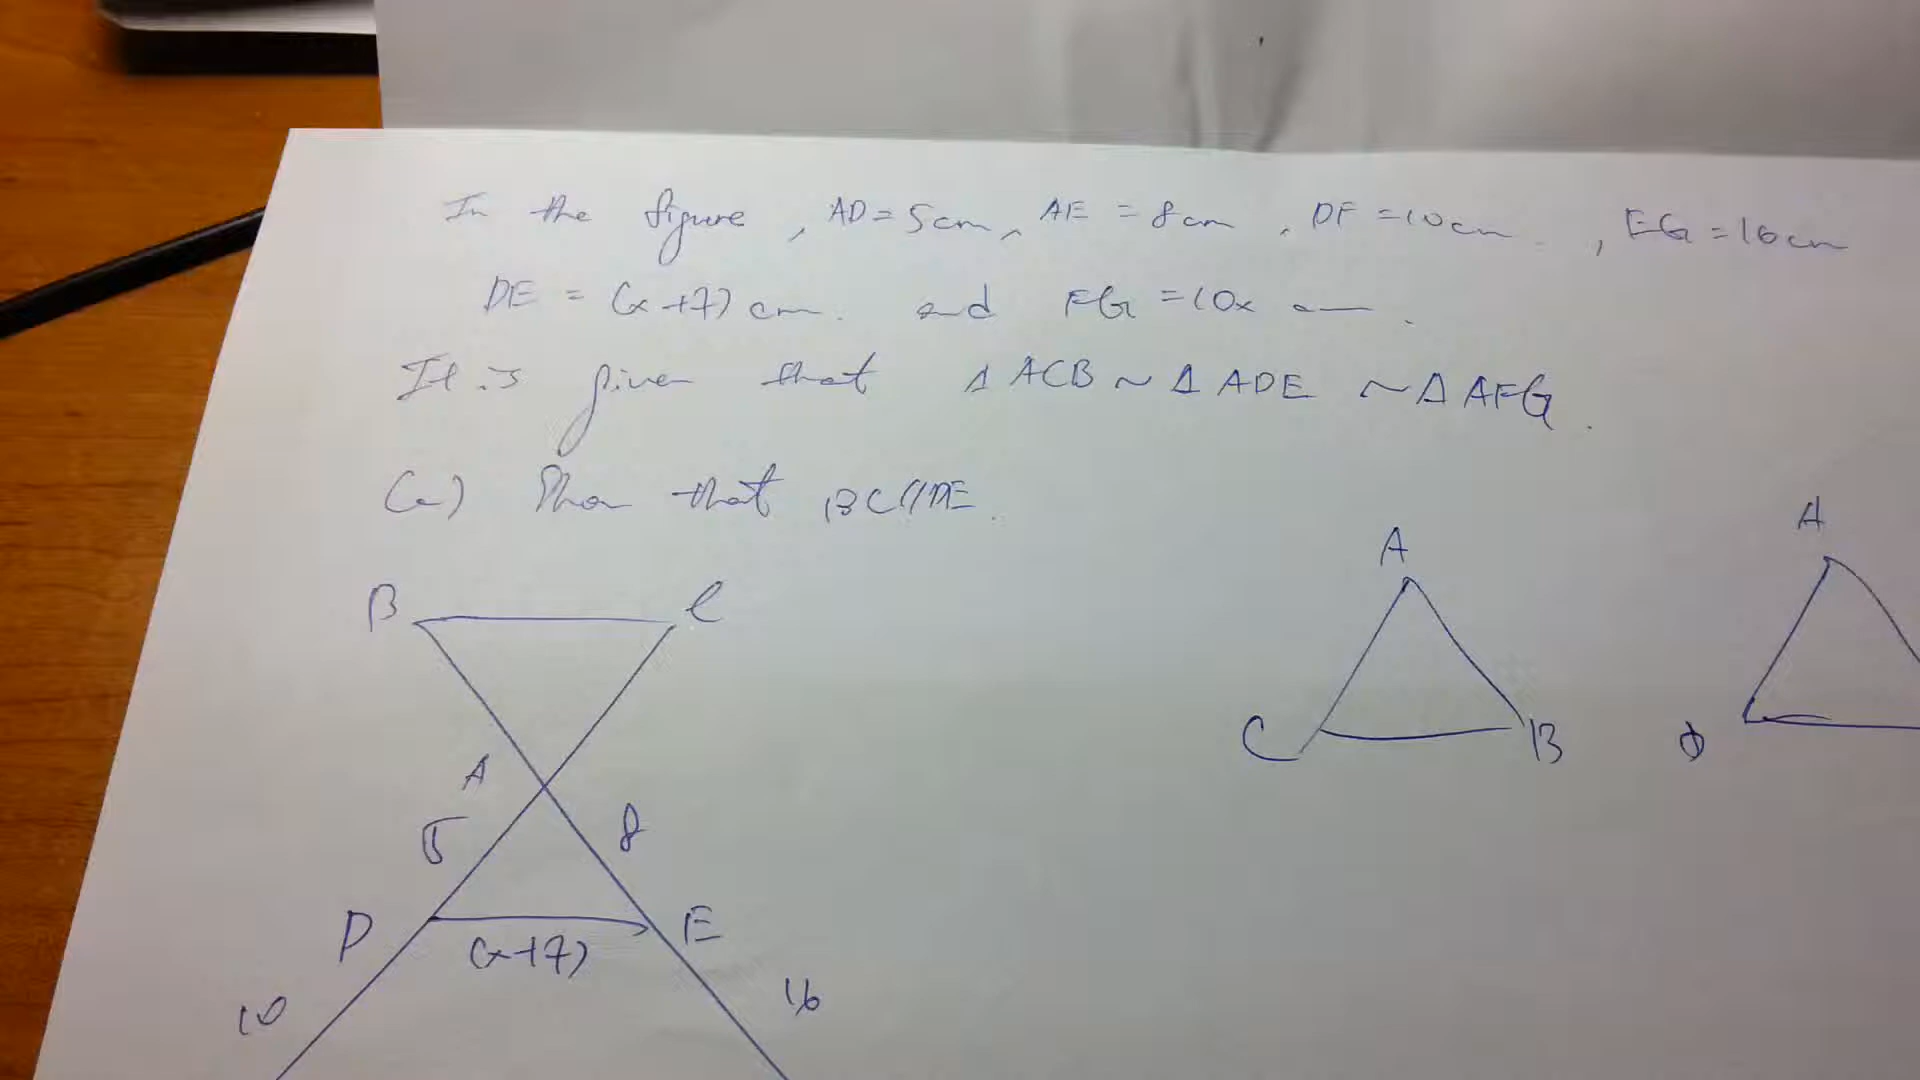 In the figure, AD = 5cm, AE = 8cm, DF = 10cm, EG = 16cm
DE = (x+7) cm. and FG = 10x cm.
It is given that Δ ACB ~ Δ ADE ~ Δ AFG.
(a) Show that BC//DE.
A
A
B C
C B D
A
5 8
D E
(x+7)
10 16